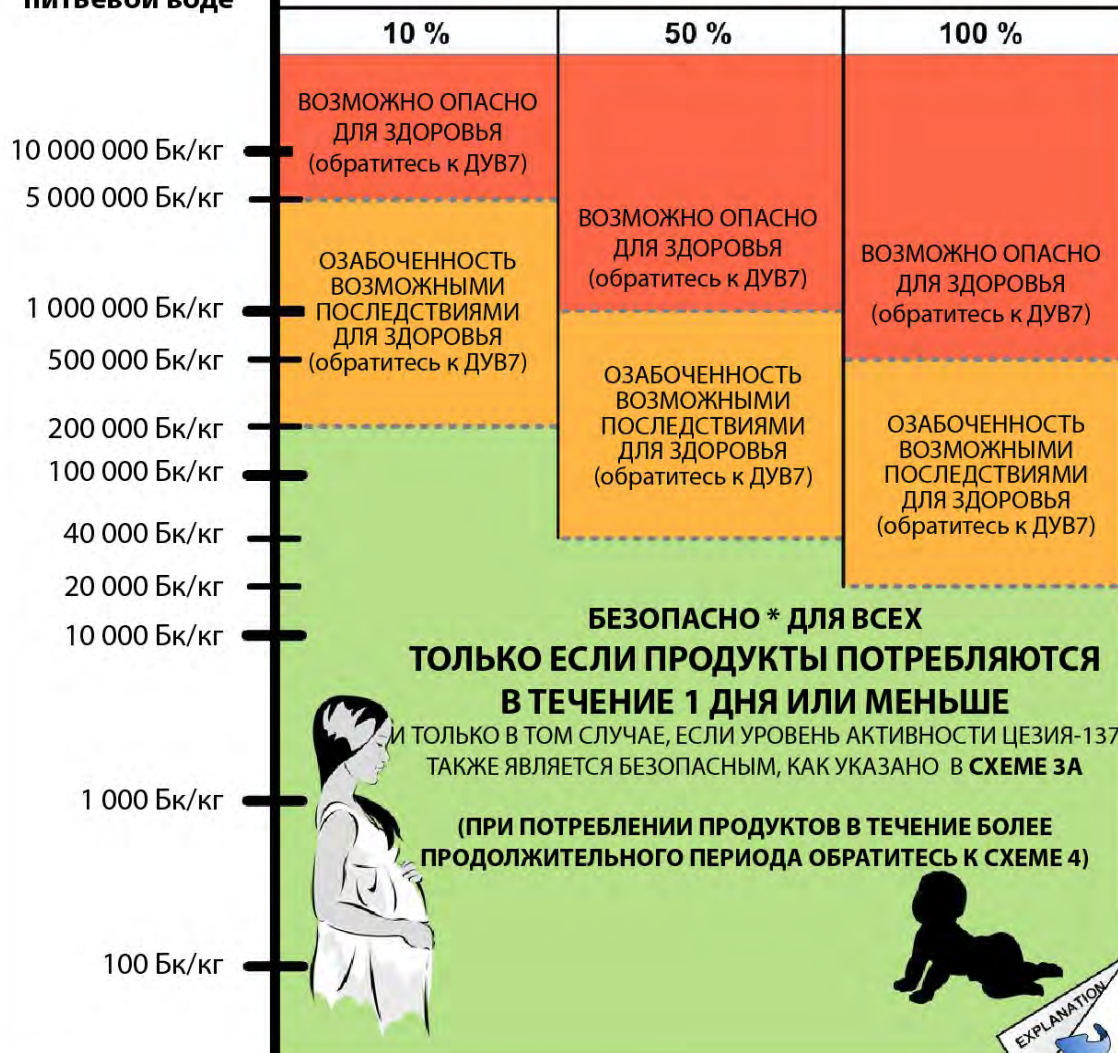 питьевой воде
10 %
50 %
100 %
10 000 000 Бк/кг
5 000 000 Бк/кг
1 000 000 Бк/кг
500 000 Бк/кг
200 000 Бк/кг
100 000 Бк/кг
40 000 Бк/кг
20 000 Бк/кг
10 000 Бк/кг
1 000 Бк/кг
100 Бк/кг
ВОЗМОЖНО ОПАСНО
ДЛЯ ЗДОРОВЬЯ
(обратитесь к ДУВ7)
ОЗАБОЧЕННОСТЬ
ВОЗМОЖНЫМИ
ПОСЛЕДСТВИЯМИ
ДЛЯ ЗДОРОВЬЯ
(обратитесь к ДУВ7)
ВОЗМОЖНО ОПАСНО
ДЛЯ ЗДОРОВЬЯ
(обратитесь к ДУВ7)
ОЗАБОЧЕННОСТЬ
ВОЗМОЖНЫМИ
ПОСЛЕДСТВИЯМИ
ДЛЯ ЗДОРОВЬЯ
(обратитесь к ДУВ7)
ВОЗМОЖНО ОПАСНО
ДЛЯ ЗДОРОВЬЯ
(обратитесь к ДУВ7)
ОЗАБОЧЕННОСТЬ
ВОЗМОЖНЫМИ
ПОСЛЕДСТВИЯМИ
ДЛЯ ЗДОРОВЬЯ
(обратитесь к ДУВ7)
БЕЗОПАСНО * ДЛЯ ВСЕХ
ТОЛЬКО ЕСЛИ ПРОДУКТЫ ПОТРЕБЛЯЮТСЯ
В ТЕЧЕНИЕ 1 ДНЯ ИЛИ МЕНЬШЕ
И ТОЛЬКО В ТОМ СЛУЧАЕ, ЕСЛИ УРОВЕНЬ АКТИВНОСТИ ЦЕЗИЯ-137
ТАКЖЕ ЯВЛЯЕТСЯ БЕЗОПАСНЫМ, КАК УКАЗАНО В СХЕМЕ 3А
(ПРИ ПОТРЕБЛЕНИИ ПРОДУКТОВ В ТЕЧЕНИЕ БОЛЕЕ
ПРОДОЛЖИТЕЛЬНОГО ПЕРИОДА ОБРАТИТЕСЬ К СХЕМЕ 4)
EXPLANATION